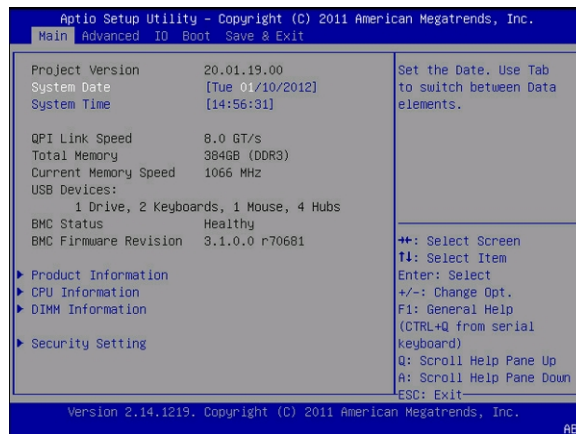 Aptio Setup Utility – Copyright (C) 2011 American Megatrends, Inc.
Main Advanced IO Boot Save & Exit
Project Version 20.01.19.00
System Date [Tue 01/10/2012]
System Time [14:56:31]
QPI Link Speed 8.0 GT/s
Total Memory 384GB (DDR3)
Current Memory Speed 1066 MHz
USB Devices:
1 Drive, 2 Keyboards, 1 Mouse, 4 Hubs
BMC Status Healthy
BMC Firmware Revision 3.1.0.0 r70681
Product Information
CPU Information
DIMM Information
Security Setting
Set the Date. Use Tab
to switch between Data
elements.
↔: Select Screen
↑↓: Select Item
Enter: Select
+/-: Change Opt.
F1: General Help
(CTRL+Q from serial
keyboard)
Q: Scroll Help Pane Up
A: Scroll Help Pane Down
ESC: Exit
Version 2.14.1219. Copyright (C) 2011 American Megatrends, Inc.
AB